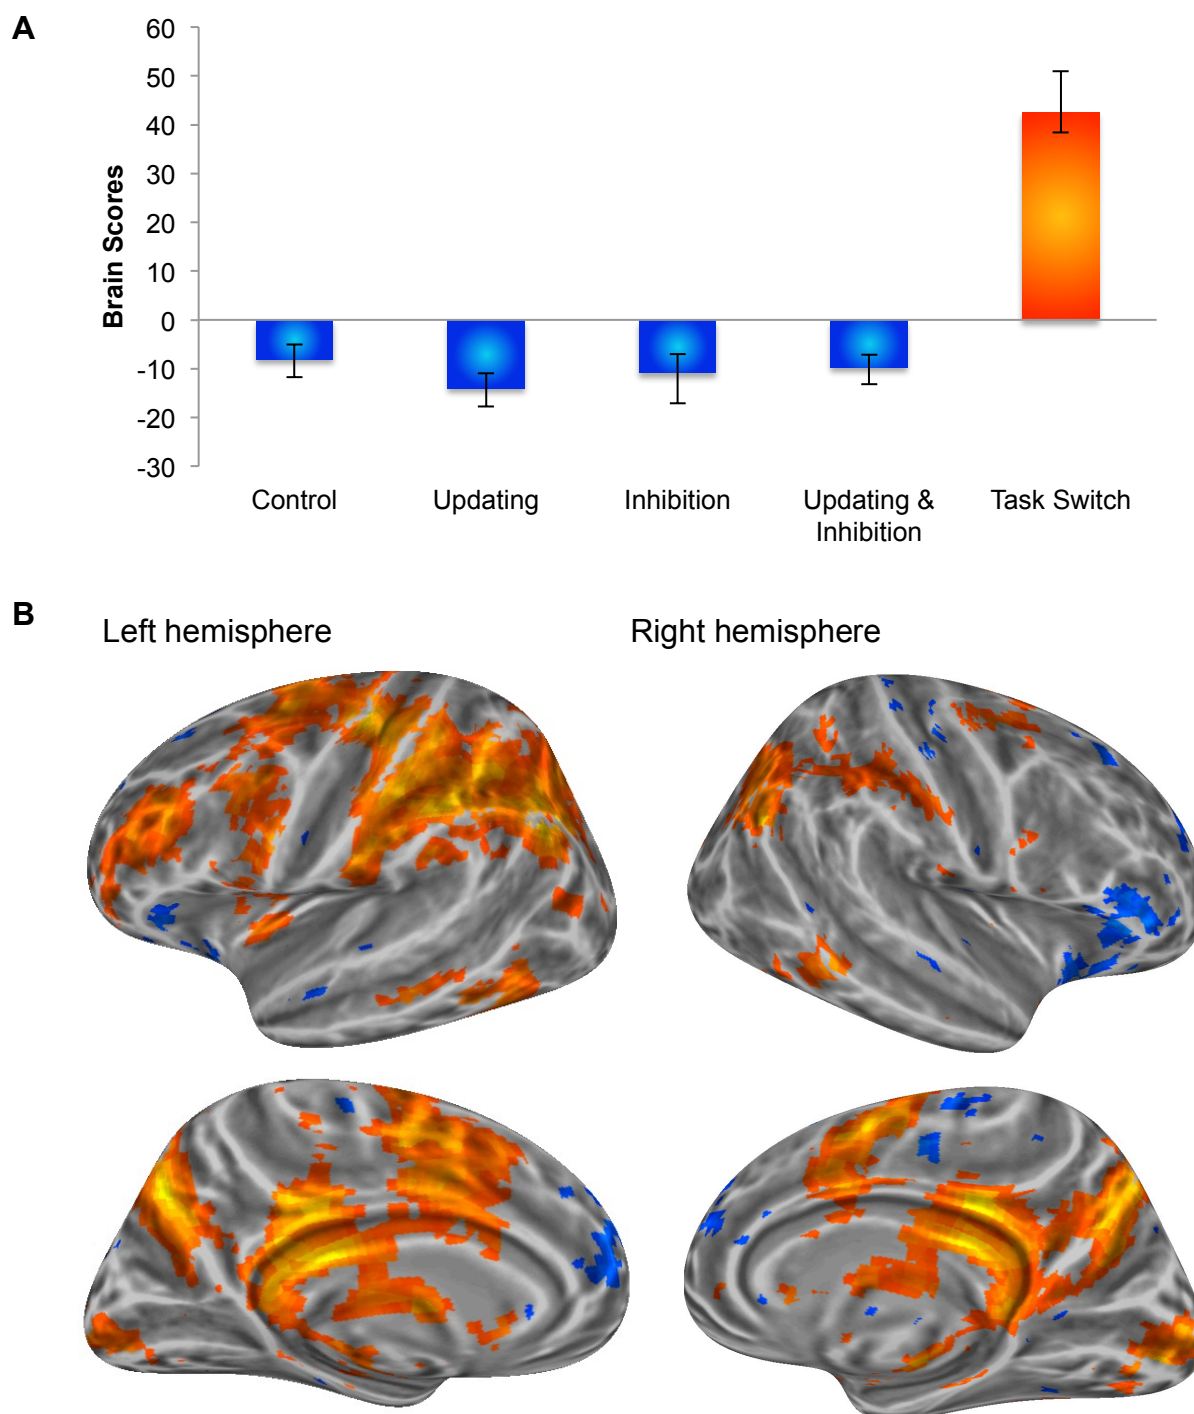 A
60
50
40
30
20
10
0
-10
-20
-30
Brain Scores
Control
Updating
Inhibition
Updating &
Inhibition
Task Switch
B
Left hemisphere
Right hemisphere